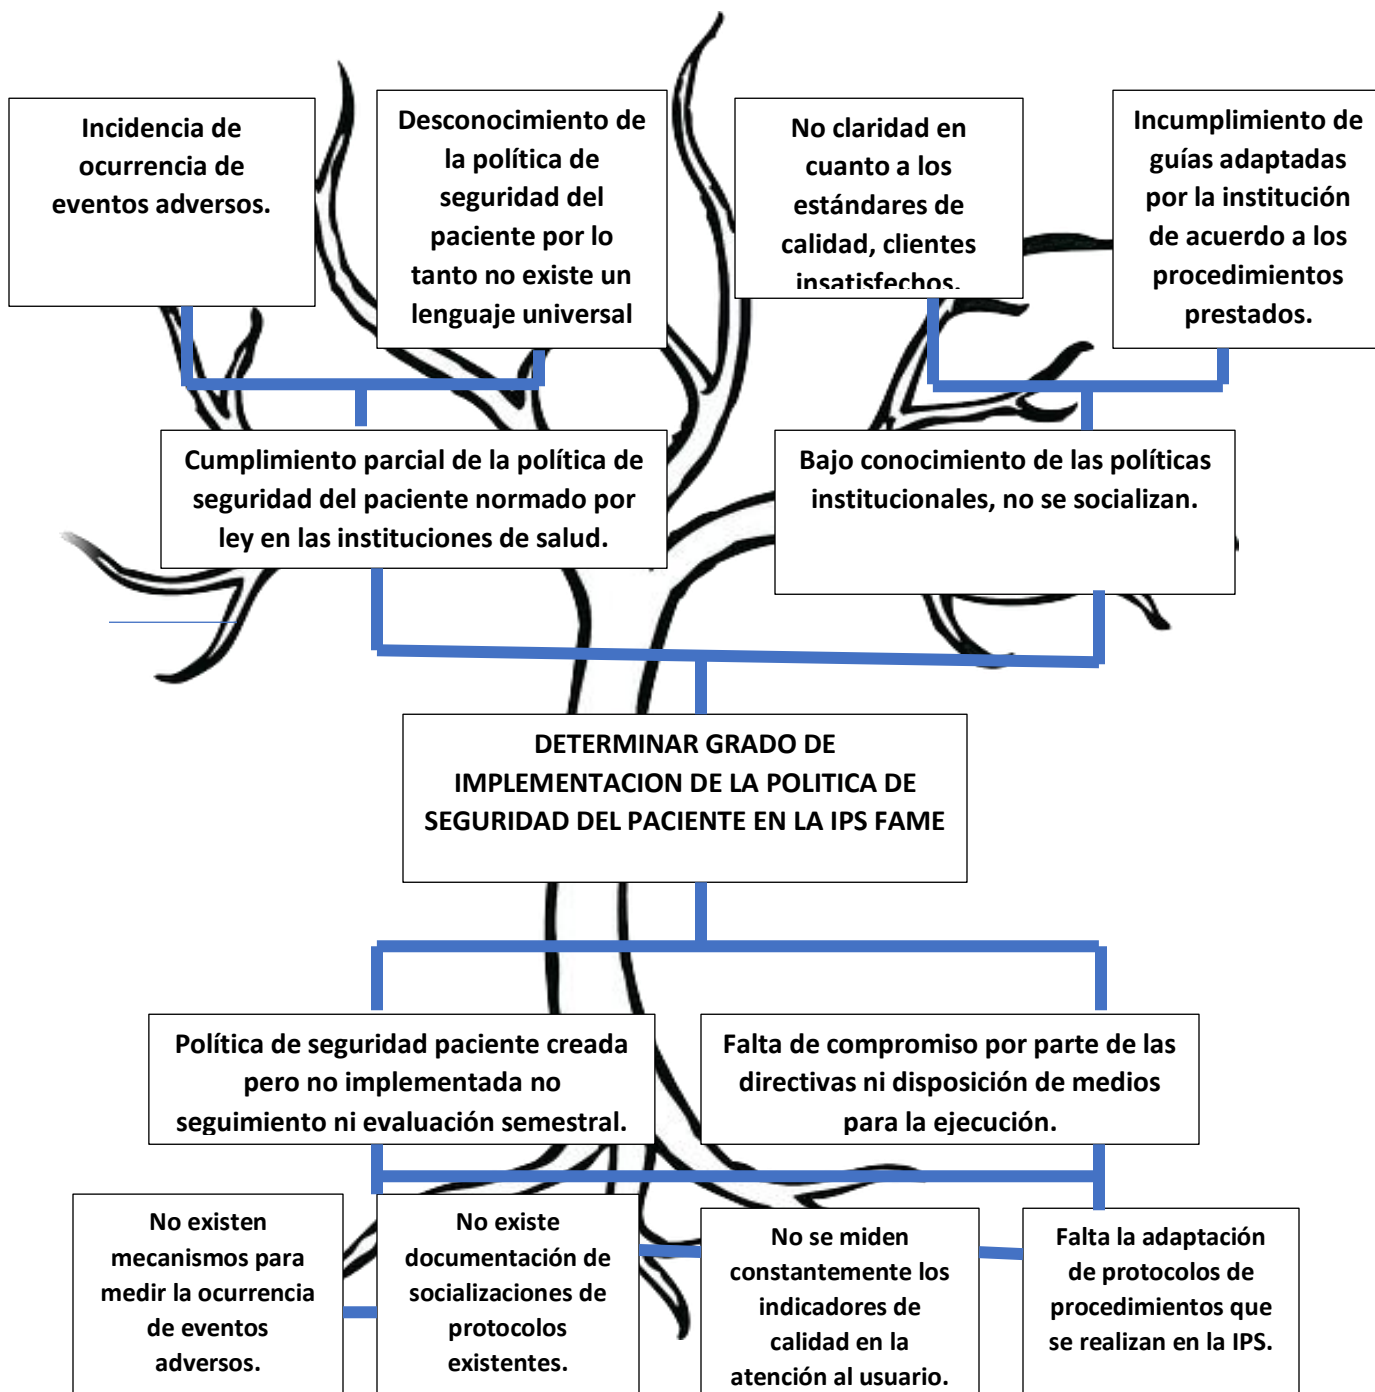 Incidencia de
ocurrencia de
eventos adversos.
Desconocimiento de
la política de
seguridad del
paciente por lo
tanto no existe un
lenguaje universal
No claridad en
cuanto a los
estándares de
calidad, clientes
insatisfechos.
Incumplimiento de
guías adaptadas
por la institución
de acuerdo a los
procedimientos
prestados.
Cumplimiento parcial de la política de
seguridad del paciente normado por
ley en las instituciones de salud.
Bajo conocimiento de las políticas
institucionales, no se socializan.
DETERMINAR GRADO DE
IMPLEMENTACION DE LA POLITICA DE
SEGURIDAD DEL PACIENTE EN LA IPS FAME
Política de seguridad paciente creada
pero no implementada no
seguimiento ni evaluación semestral.
Falta de compromiso por parte de las
directivas ni disposición de medios
para la ejecución.
No existen
mecanismos para
medir la ocurrencia
de eventos
adversos.
No existe
documentación de
socializaciones de
protocolos
existentes.
No se miden
constantemente los
indicadores de
calidad en la
atención al usuario.
Falta la adaptación
de protocolos de
procedimientos que
se realizan en la IPS.